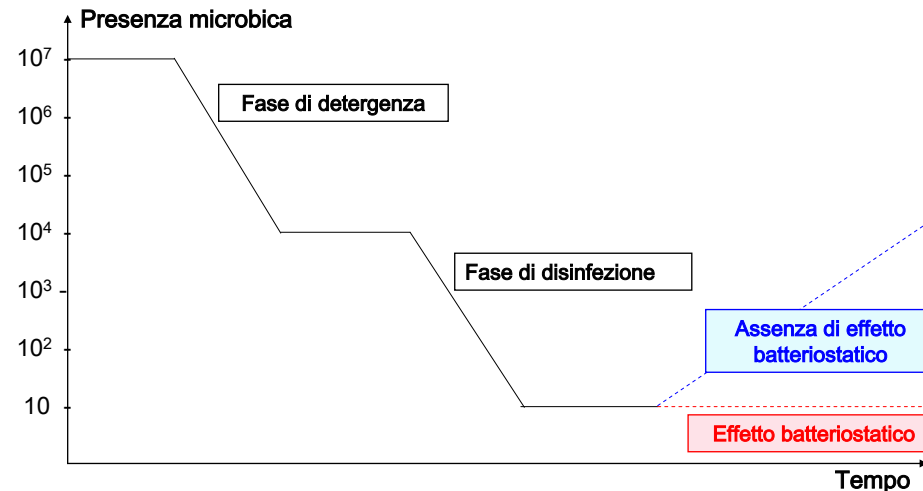 Presenza microbica
10⁷
Fase di detergenza
10⁶
10⁵
10⁴
Fase di disinfezione
10³
Assenza di effetto
batteriostatico
10²
10
Effetto batteriostatico
Tempo